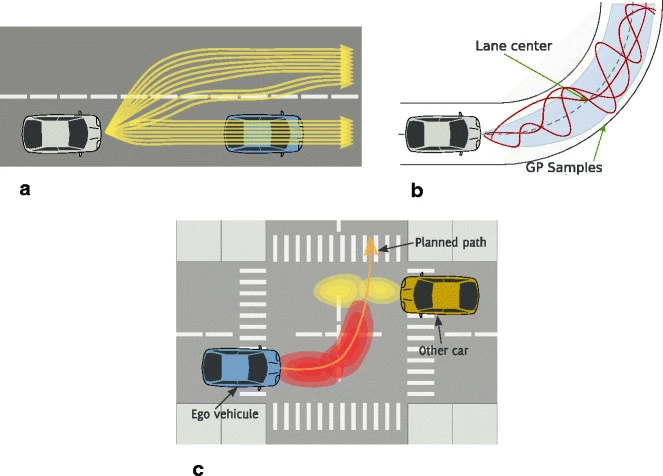 Lane center
GP Samples
a
b
Planned path
Other car
Ego vehicule
c